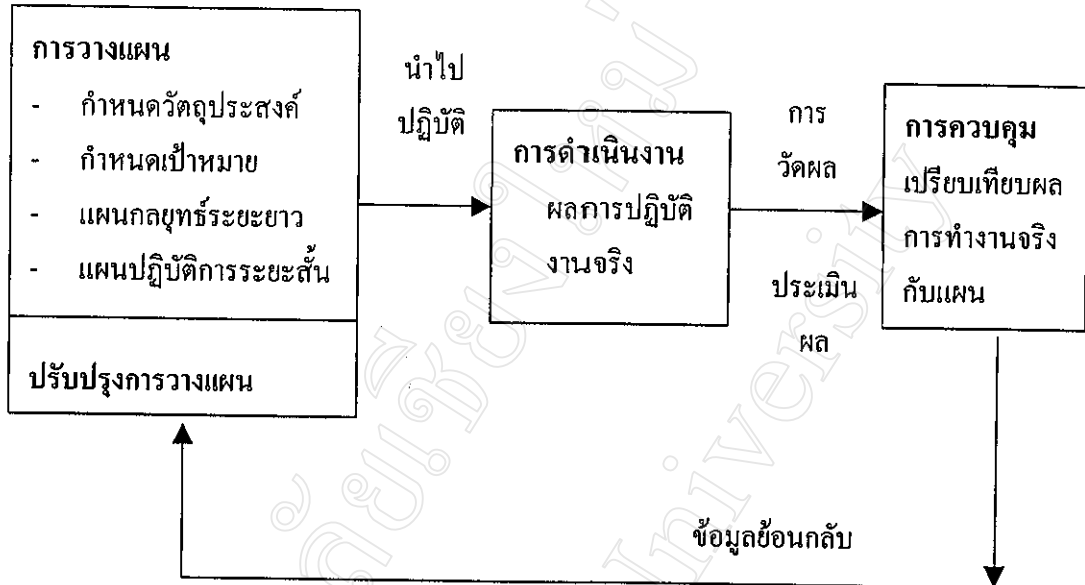 การวางแผน
- กำหนดวัตถุประสงค์
- กำหนดเป้าหมาย
- แผนกลยุทธ์ระยะยาว
- แผนปฏิบัติการระยะสั้น
ปรับปรุงการวางแผน
นำไป
ปฏิบัติ
การดำเนินงาน
ผลการปฏิบัติ
งานจริง
การ
วัดผล
ประเมิน
ผล
การควบคุม
เปรียบเทียบผล
การทำงานจริง
กับแผน
ข้อมูลย้อนกลับ
University